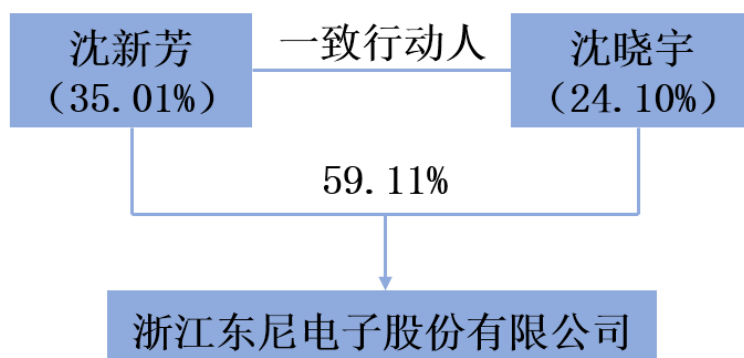 沈新芳
（35.01%）
一致行动人
沈晓宇
（24.10%）
59.11%
浙江东尼电子股份有限公司